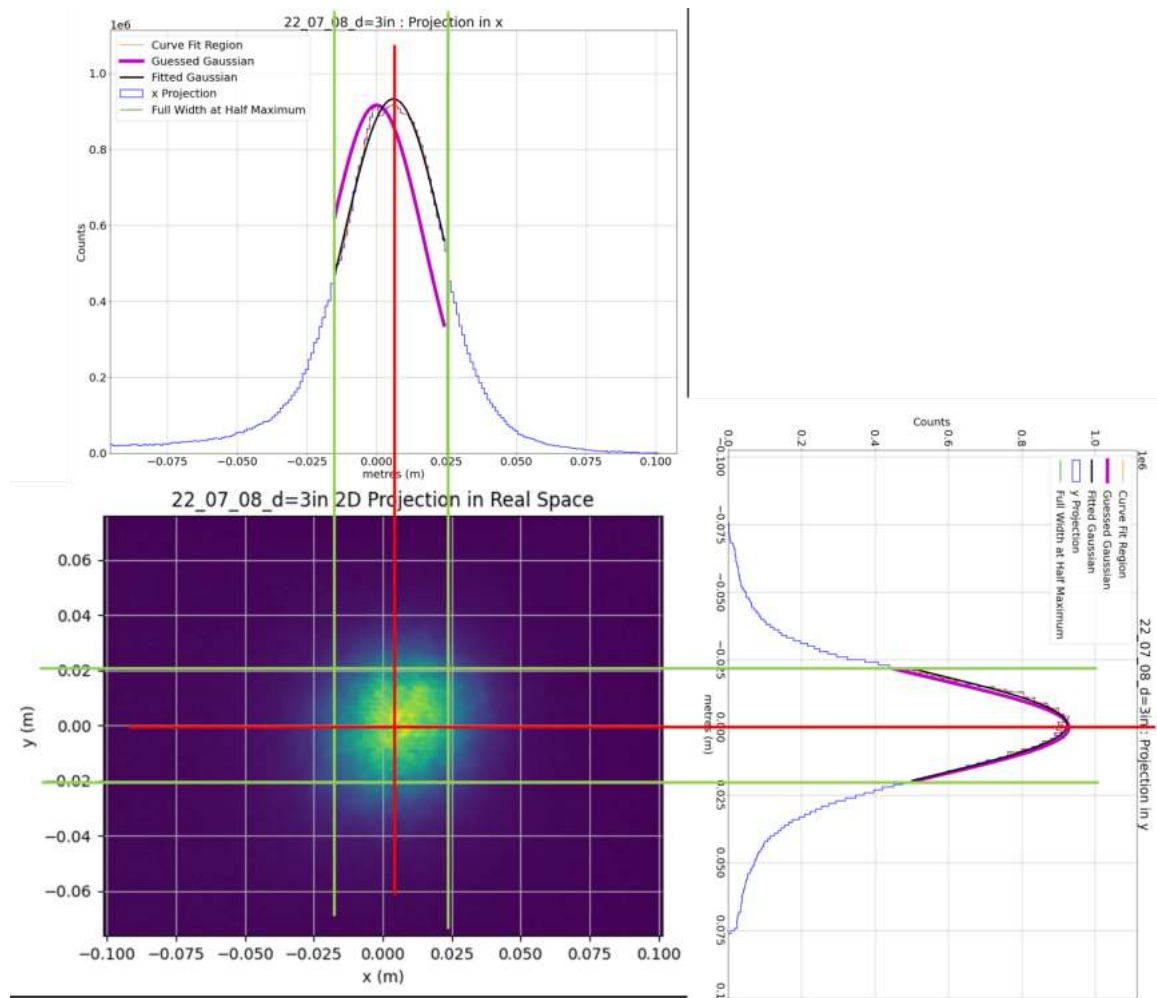 22_07_08_d=3in : Projection in x
1e6
Curve Fit Region
Guessed Gaussian
Fitted Gaussian
x Projection
Full Width at Half Maximum
1.0
0.8
0.6
0.4
0.2
0.0
Counts
−0.075 −0.050 −0.025 0.000 0.025 0.050 0.075 0.100
metres (m)
22_07_08_d=3in 2D Projection in Real Space
0.06
0.04
0.02
0.00
−0.02
−0.04
−0.06
y (m)
−0.100 −0.075 −0.050 −0.025 0.000 0.025 0.050 0.075 0.100
x (m)
22_07_08_d=3in : Projection in y
1e6
Curve Fit Region
Guessed Gaussian
Fitted Gaussian
y Projection
Full Width at Half Maximum
Counts
0.0 0.2 0.4 0.6 0.8 1.0
−0.100
−0.075
−0.050
−0.025
0.000
0.025
0.050
0.075
0.1
metres (m)